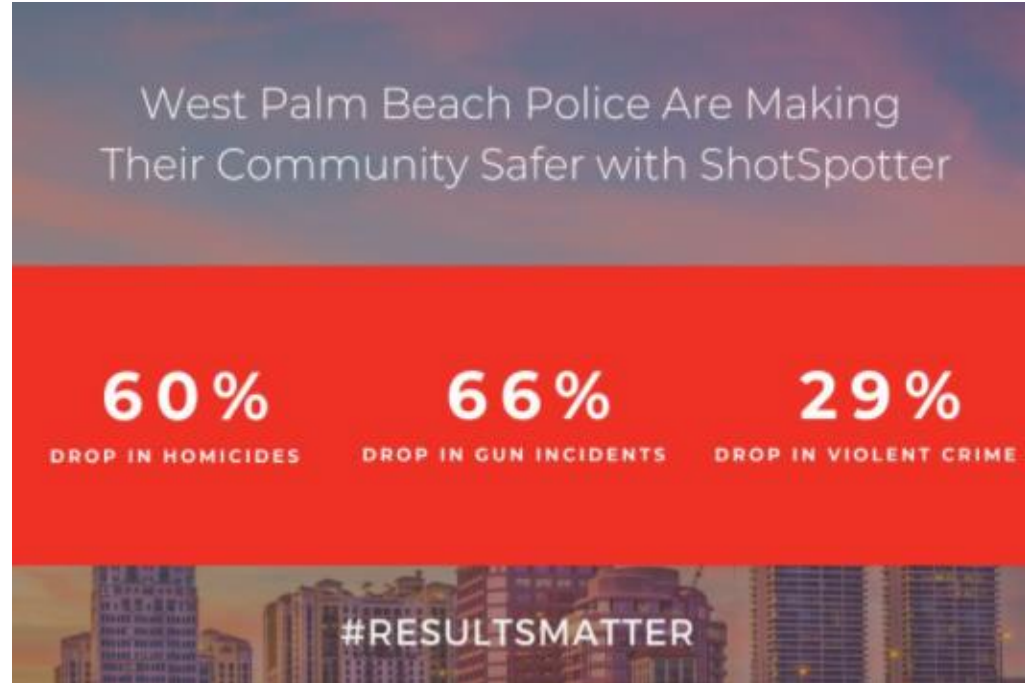 West Palm Beach Police Are Making
Their Community Safer with ShotSpotter
60% 66% 29%
DROP IN HOMICIDES DROP IN GUN INCIDENTS DROP IN VIOLENT CRIME
#RESULTSMATTER